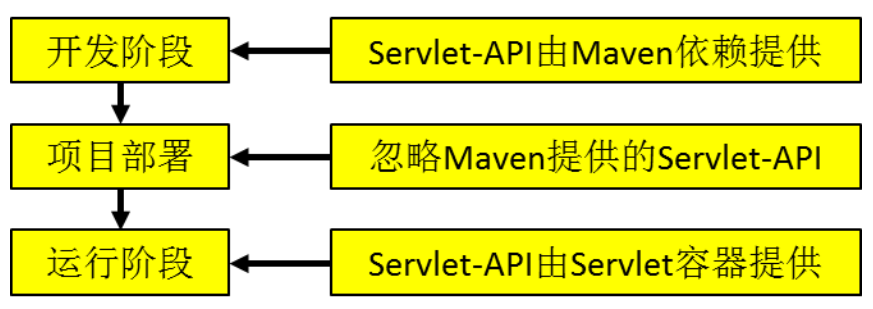 开发阶段
Servlet-API由Maven依赖提供
项目部署
忽略Maven提供的Servlet-API
运行阶段
Servlet-API由Servlet容器提供